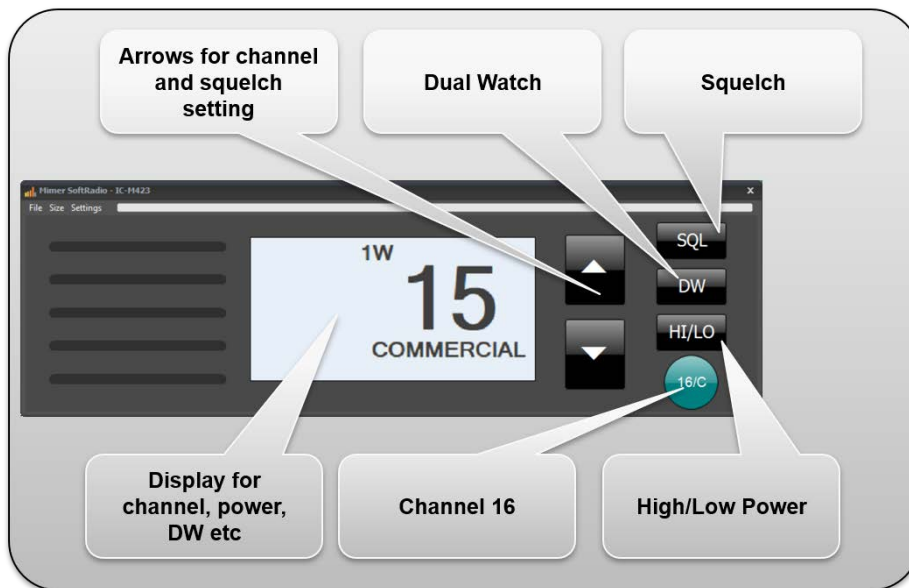 Arrows for channel
and squelch
setting
Dual Watch
Squelch
Mimer SoftRadio - IC-M423
X
File Size Settings
1W
15
COMMERCIAL
SQL
DW
HI/LO
16/C
Display for
channel, power,
DW etc
Channel 16
High/Low Power